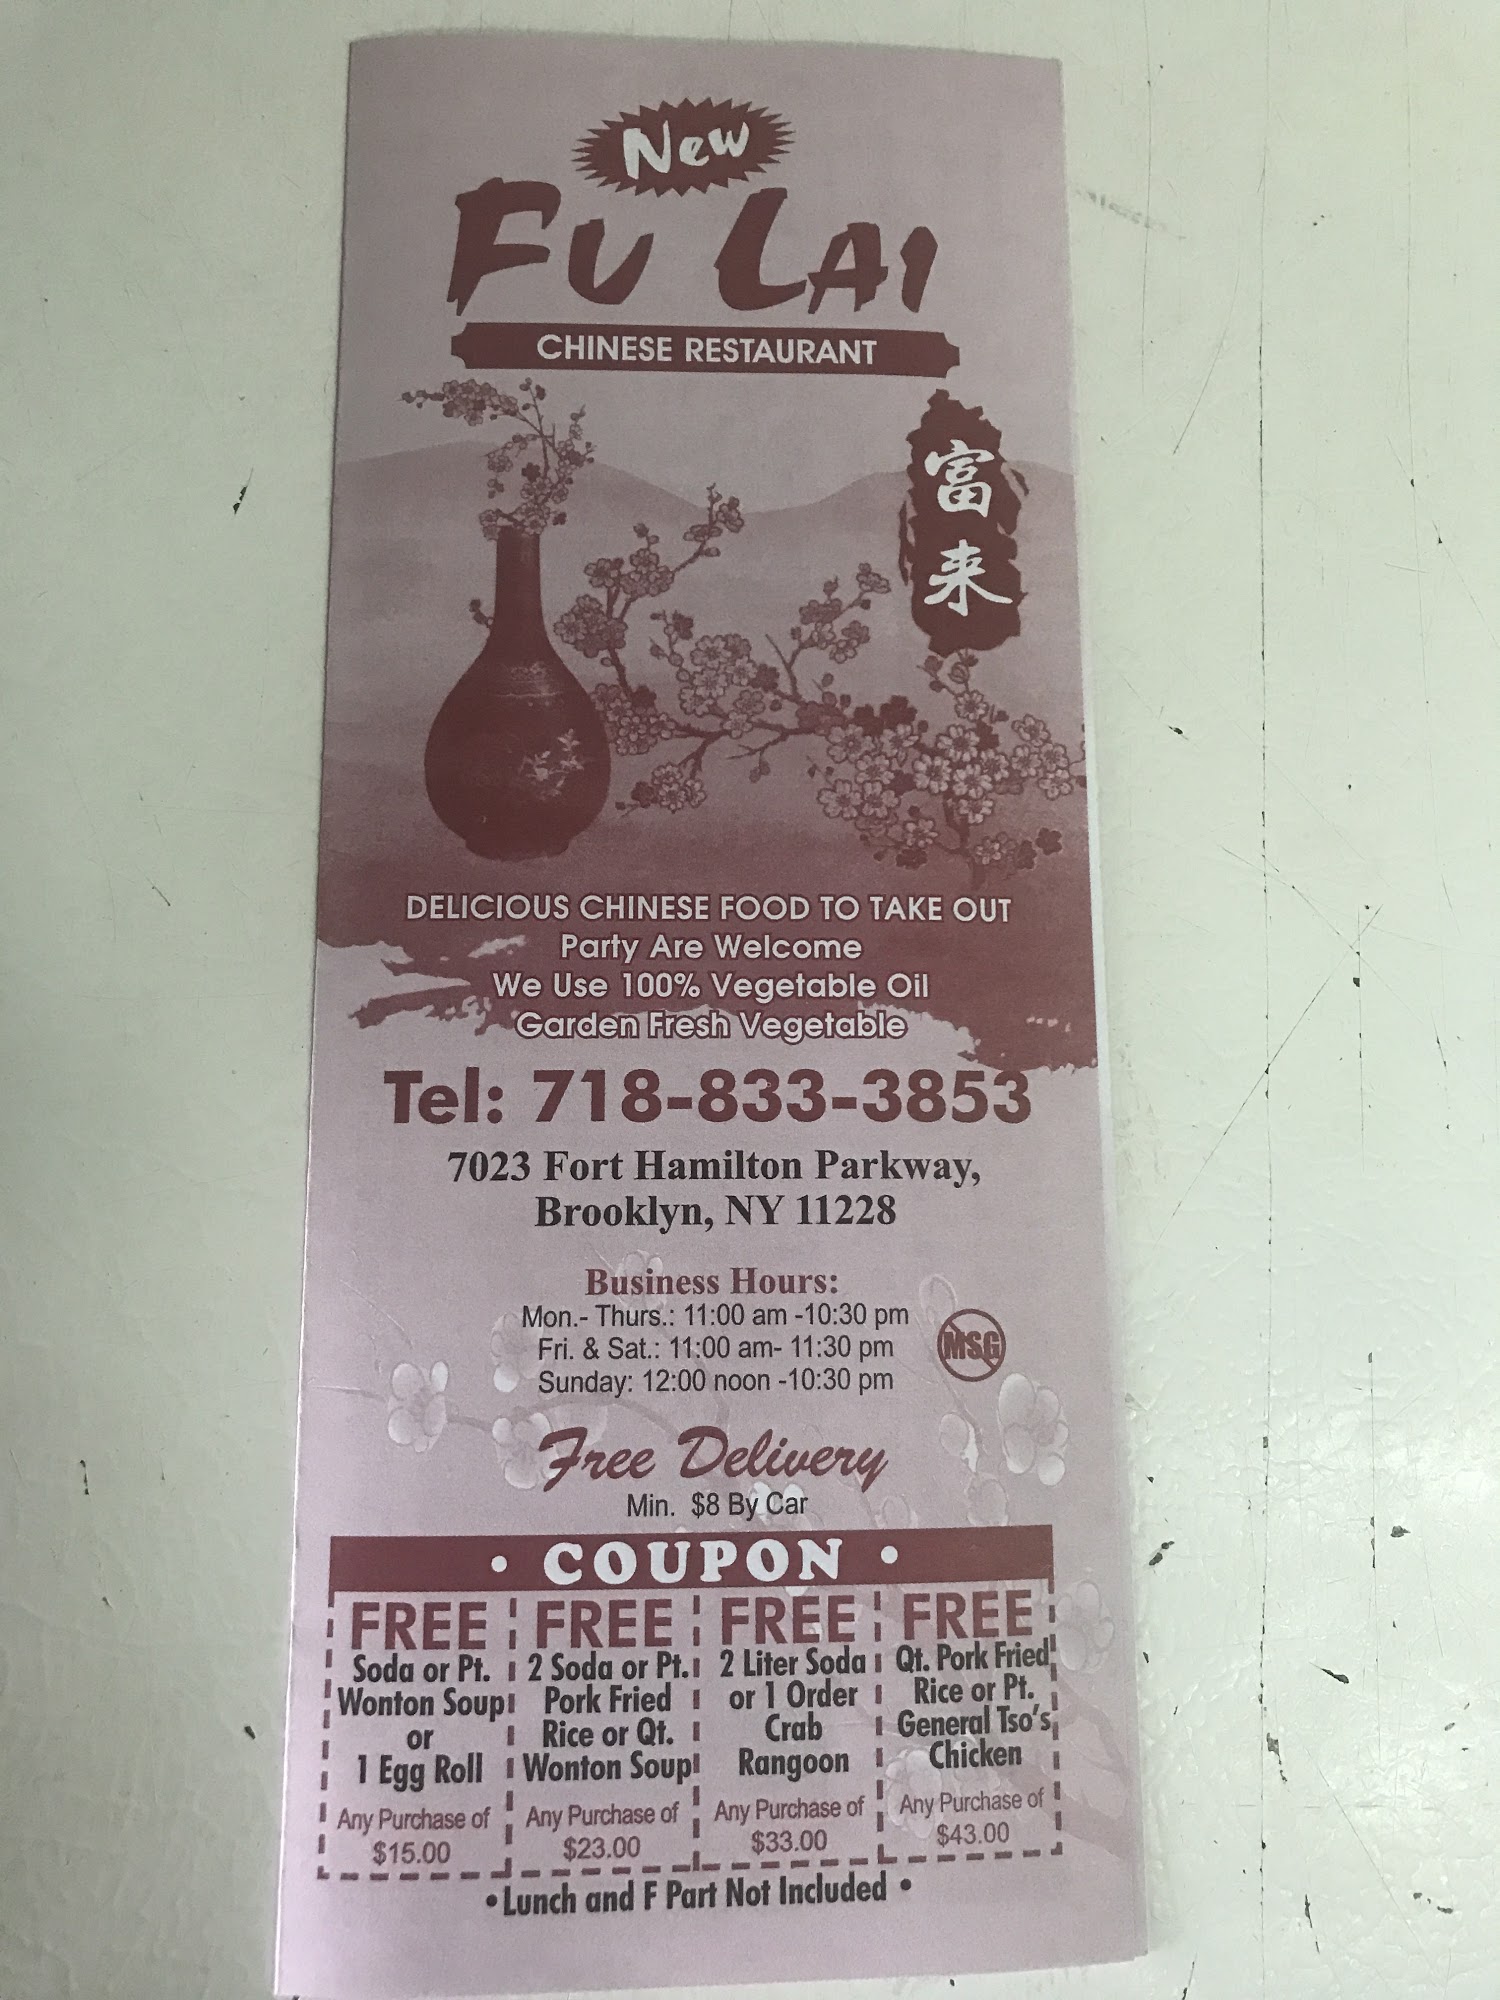 New
FU LAI
CHINESE RESTAURANT
富
来
DELICIOUS CHINESE FOOD TO TAKE OUT
Party Are Welcome
We Use 100% Vegetable Oil
Garden Fresh Vegetable
Tel: 718-833-3853
7023 Fort Hamilton Parkway,
Brooklyn, NY 11228
Business Hours:
Mon.- Thurs.: 11:00 am -10:30 pm
Fri. & Sat.: 11:00 am- 11:30 pm
Sunday: 12:00 noon -10:30 pm
MSG
Free Delivery
Min. $8 By Car
• COUPON •
FREE
Soda or Pt.
Wonton Soup
or
1 Egg Roll
Any Purchase of
$15.00
FREE
2 Soda or Pt.
Pork Fried
Rice or Qt.
Wonton Soup
Any Purchase of
$23.00
FREE
2 Liter Soda
or 1 Order
Crab
Rangoon
Any Purchase of
$33.00
FREE
Qt. Pork Fried
Rice or Pt.
General Tso's
Chicken
Any Purchase of
$43.00
• Lunch and F Part Not Included •